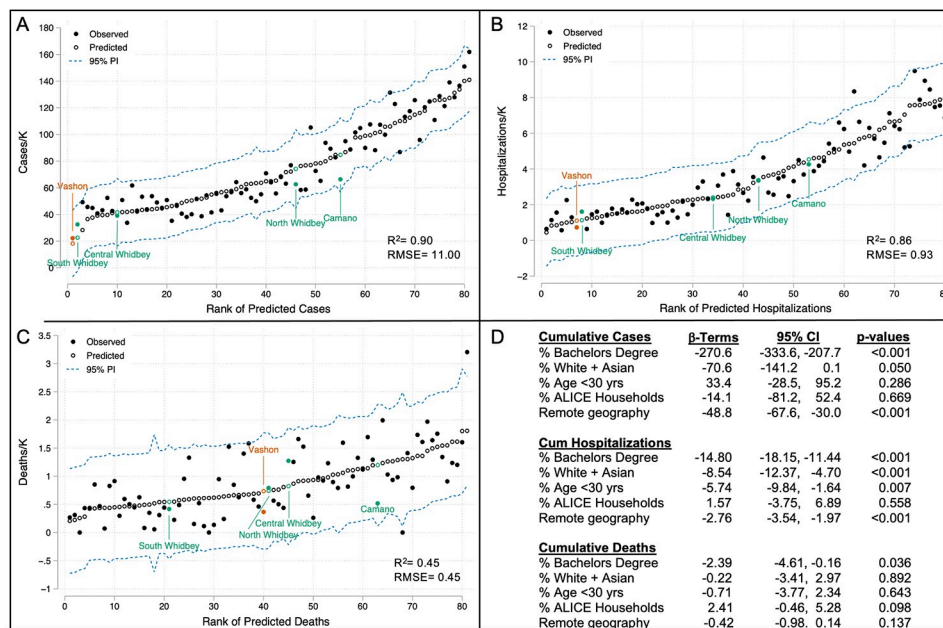 A
Observed
Predicted
95% PI
Cases/K
180
160
140
120
100
80
60
40
20
0
Vashon
South Whidbey
Central Whidbey
North Whidbey
Camano
R²= 0.90
RMSE= 11.00
0 10 20 30 40 50 60 70 80
Rank of Predicted Cases
B
Observed
Predicted
95% PI
Hospitalizations/K
12
10
8
6
4
2
0
−2
Vashon
South Whidbey
Central Whidbey
North Whidbey
Camano
R²= 0.86
RMSE= 0.93
0 10 20 30 40 50 60 70 80
Rank of Predicted Hospitalizations
C
Observed
Predicted
95% PI
Deaths/K
3.5
3
2.5
2
1.5
1
.5
0
−.5
−1
Vashon
South Whidbey
Central Whidbey
North Whidbey
Camano
R²= 0.45
RMSE= 0.45
0 10 20 30 40 50 60 70 80
Rank of Predicted Deaths
D
Cumulative Cases β-Terms 95% CI p-values
% Bachelors Degree -270.6 -333.6, -207.7 <0.001
% White + Asian -70.6 -141.2 0.1 0.050
% Age <30 yrs 33.4 -28.5, 95.2 0.286
% ALICE Households -14.1 -81.2, 52.4 0.669
Remote geography -48.8 -67.6, -30.0 <0.001
Cum Hospitalizations
% Bachelors Degree -14.80 -18.15, -11.44 <0.001
% White + Asian -8.54 -12.37, -4.70 <0.001
% Age <30 yrs -5.74 -9.84, -1.64 0.007
% ALICE Households 1.57 -3.75, 6.89 0.558
Remote geography -2.76 -3.54, -1.97 <0.001
Cumulative Deaths
% Bachelors Degree -2.39 -4.61, -0.16 0.036
% White + Asian -0.22 -3.41, 2.97 0.892
% Age <30 yrs -0.71 -3.77, 2.34 0.643
% ALICE Households 2.41 -0.46, 5.28 0.098
Remote geography -0.42 -0.98, 0.14 0.137